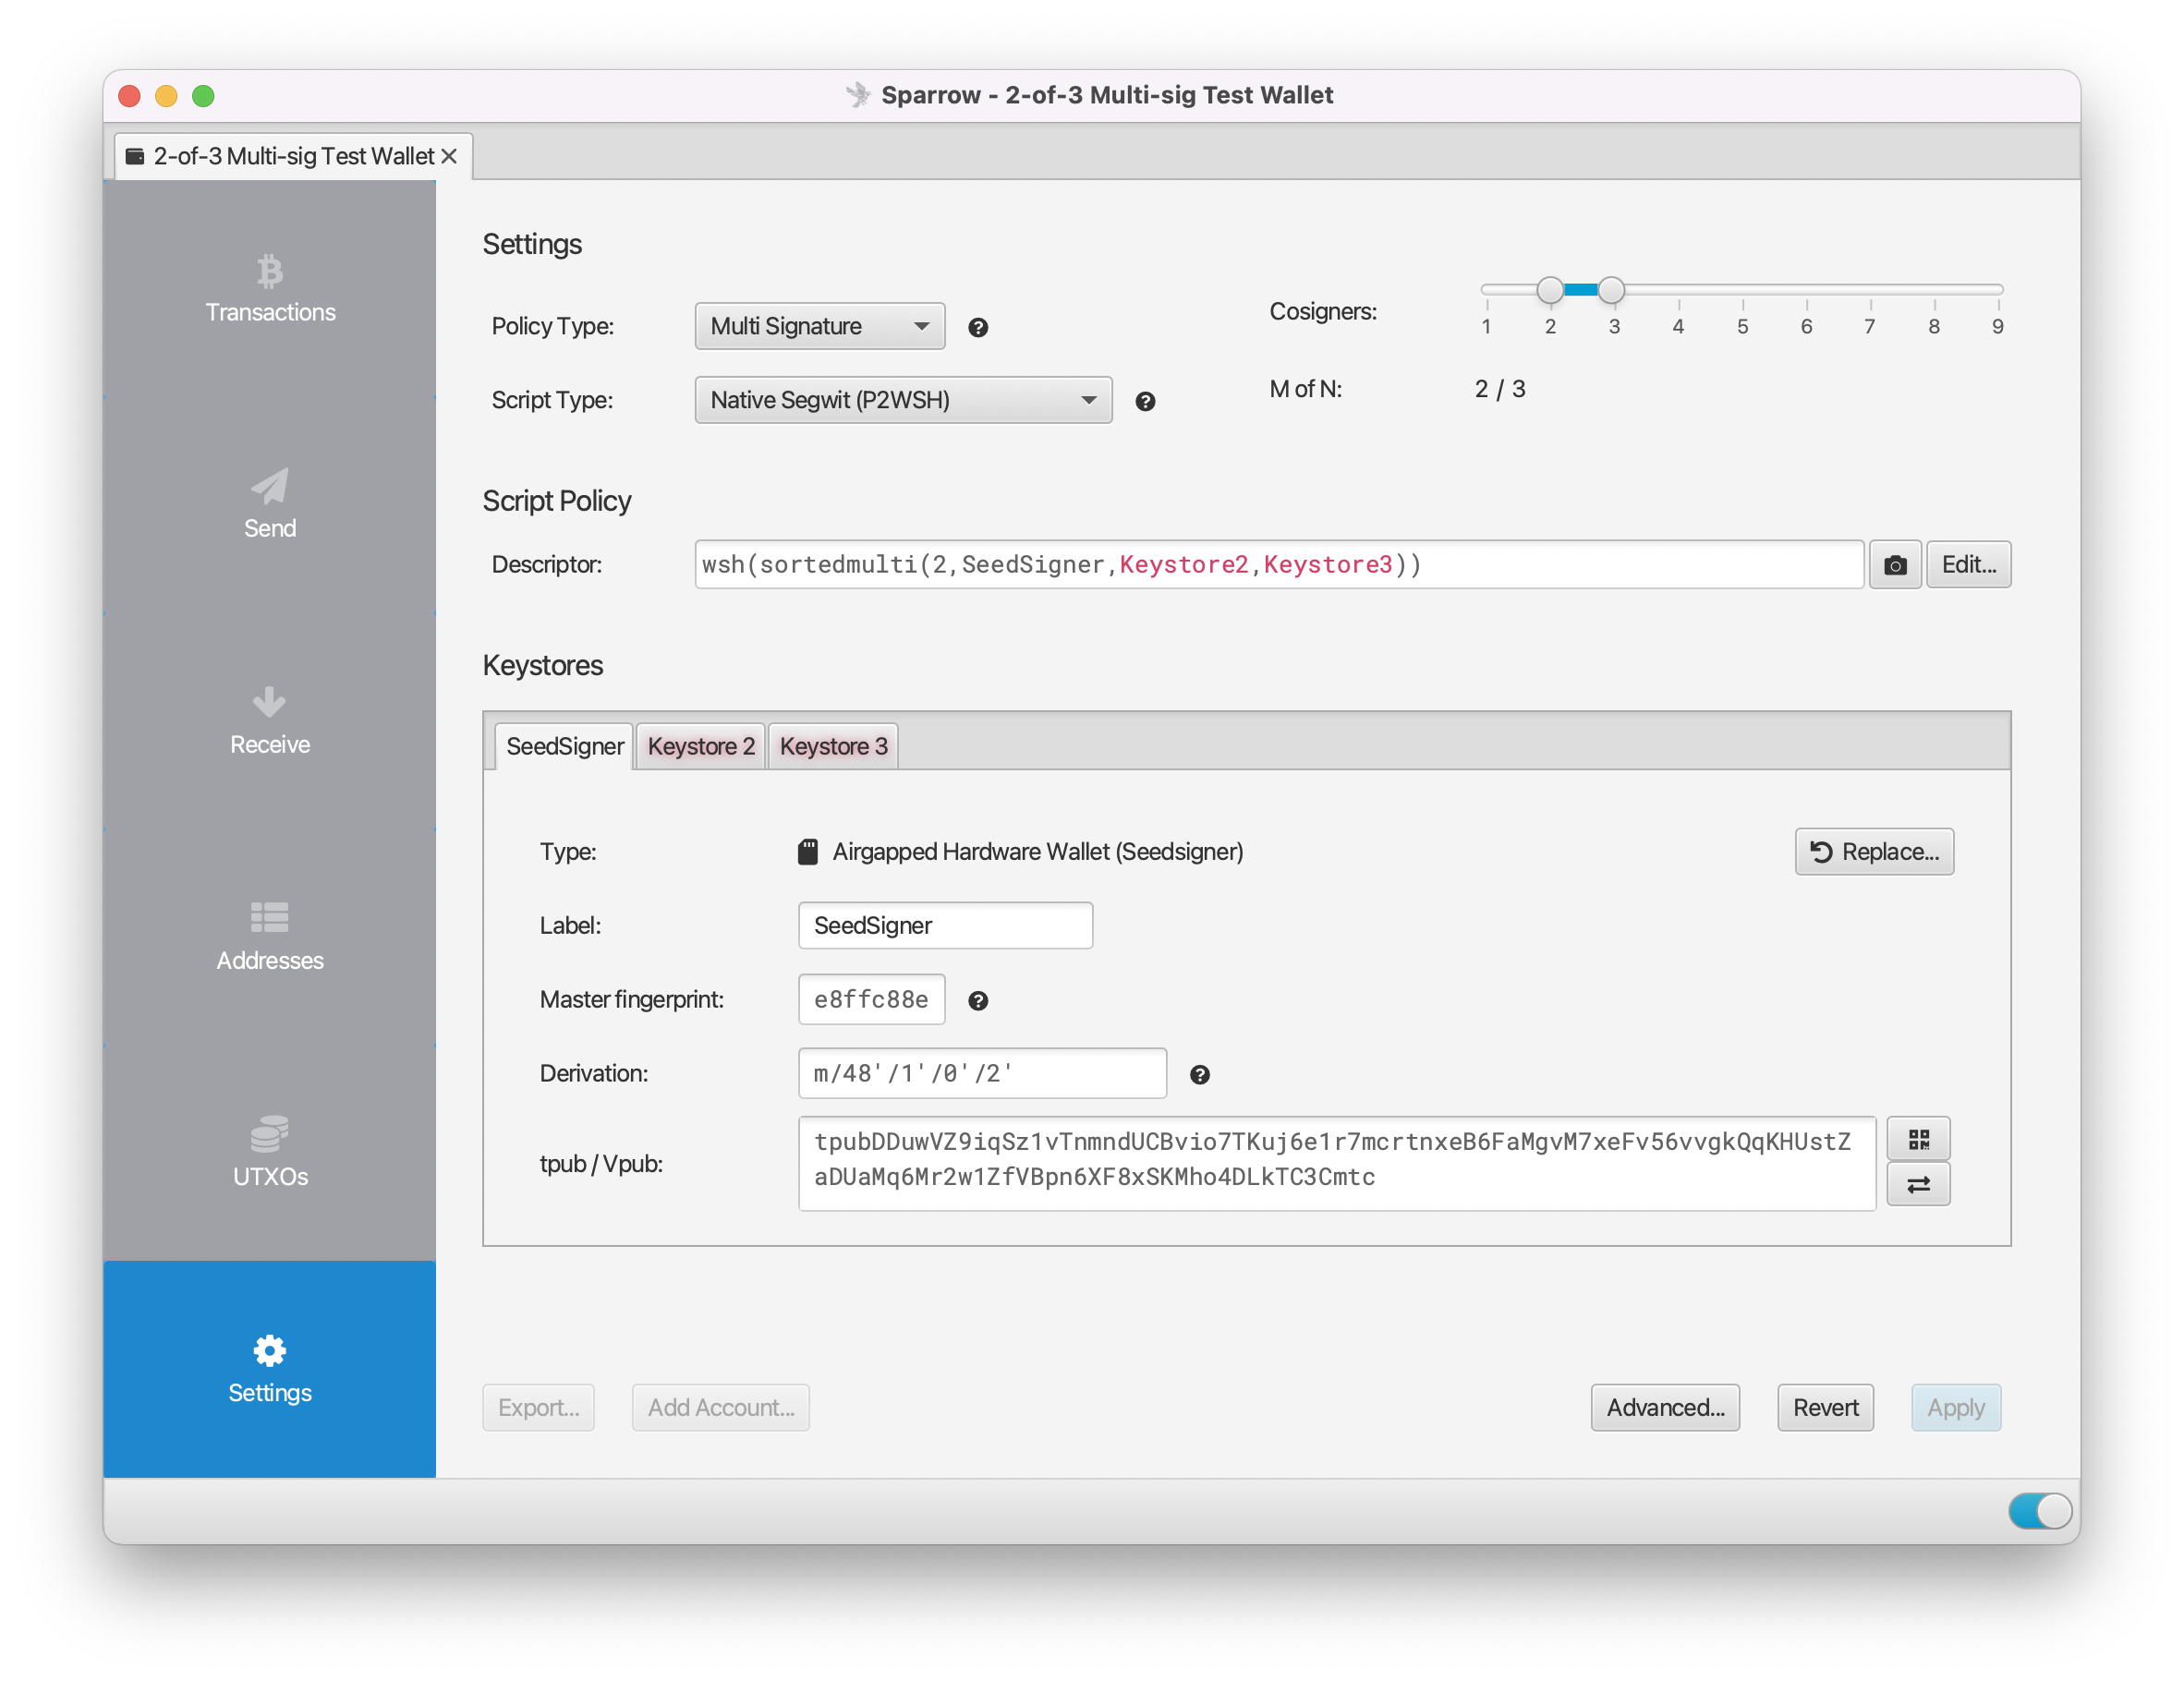 Sparrow - 2-of-3 Multi-sig Test Wallet
2-of-3 Multi-sig Test Wallet
Transactions
Send
Receive
Addresses
UTXOs
Settings
Settings
Policy Type:
Multi Signature
Script Type:
Native Segwit (P2WSH)
Cosigners:
1 2 3 4 5 6 7 8 9
M of N:
2 / 3
Script Policy
Descriptor:
wsh(sortedmulti(2,SeedSigner,Keystore2,Keystore3))
Edit...
Keystores
SeedSigner
Keystore 2
Keystore 3
Type:
Airgapped Hardware Wallet (Seedsigner)
Replace...
Label:
SeedSigner
Master fingerprint:
e8ffc88e
Derivation:
m/48'/1'/0'/2'
tpub / Vpub:
tpubDDuwVZ9iqSz1vTnmndUCBvio7TKuj6e1r7mcrtnxeB6FaMgvM7xeFv56vvgkQqKHUstZ
aDUaMq6Mr2w1ZfVBpn6XF8xSKMho4DLkTC3Cmtc
Export...
Add Account...
Advanced...
Revert
Apply